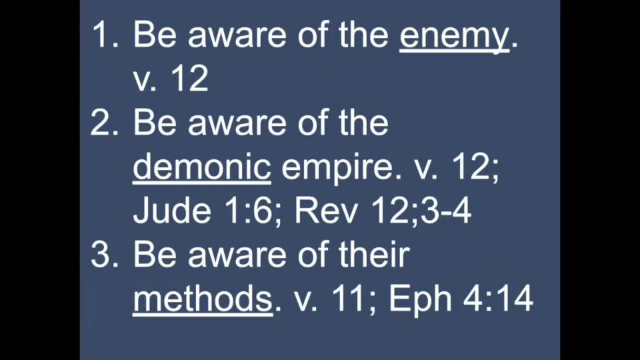 1. Be aware of the enemy.
v. 12
2. Be aware of the
demonic empire. v. 12;
Jude 1:6; Rev 12;3-4
3. Be aware of their
methods. v. 11; Eph 4:14